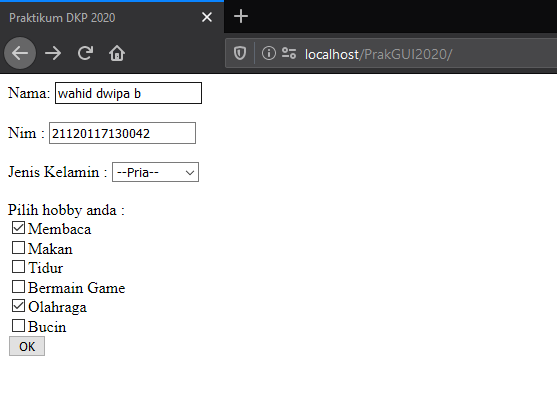 Praktikum DKP 2020
localhost/PrakGUI2020/
Nama: wahid dwipa b
Nim : 21120117130042
Jenis Kelamin : --Pria--
Pilih hobby anda :
Membaca
Makan
Tidur
Bermain Game
Olahraga
Bucin
OK